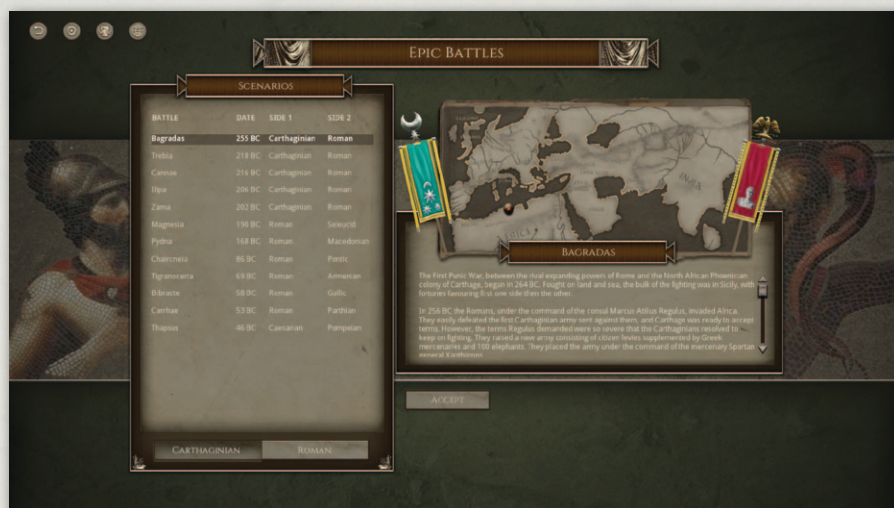 EPIC BATTLES
SCENARIOS
BATTLE DATE SIDE 1 SIDE 2
Bagradas 255 BC Carthaginian Roman
Trebia 218 BC Carthaginian Roman
Cannae 216 BC Carthaginian Roman
Ilipa 206 BC Carthaginian Roman
Zama 202 BC Carthaginian Roman
Magnesia 190 BC Roman Seleucid
Pydna 168 BC Roman Macedonian
Chaironeia 86 BC Roman Pontic
Tigranocerta 69 BC Roman Armenian
Bibracte 58 BC Roman Gallic
Carrhae 53 BC Roman Parthian
Thapsus 46 BC Caesarian Pompeian
CARTHAGINIAN ROMAN
INDIA
BAGRADAS
The First Punic War, between the rival expanding powers of Rome and the North African Phoenician
colony of Carthage, began in 264 BC. Fought on land and sea, the bulk of the fighting was in Sicily, with
fortunes favouring first one side then the other.
In 256 BC the Romans, under the command of the consul Marcus Atilius Regulus, invaded Africa.
They easily defeated the first Carthaginian army sent against them, and Carthage was ready to accept
terms. However, the terms Regulus demanded were so severe that the Carthaginians resolved to
keep on fighting. They raised a new army consisting of citizen levies supplemented by Greek
mercenaries and 100 elephants. They placed the army under the command of the mercenary Spartan
general Xanthippos.
ACCEPT